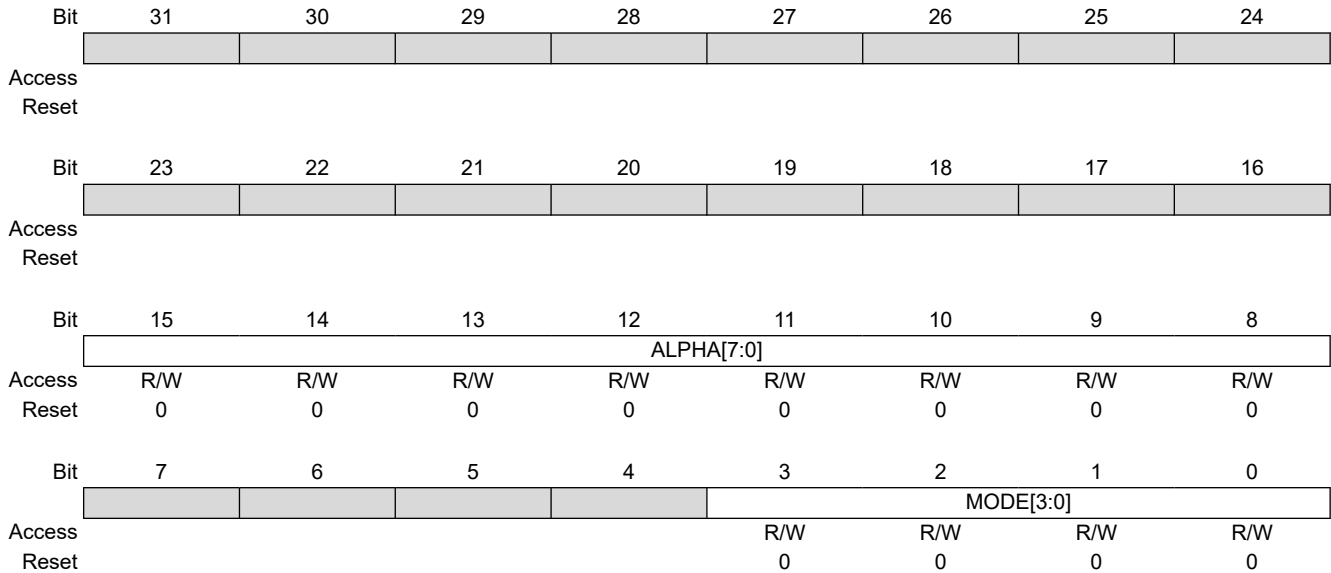 Bit 31 30 29 28 27 26 25 24
Access
Reset
Bit 23 22 21 20 19 18 17 16
Access
Reset
Bit 15 14 13 12 11 10 9 8
ALPHA[7:0]
Access R/W R/W R/W R/W R/W R/W R/W R/W
Reset 0 0 0 0 0 0 0 0
Bit 7 6 5 4 3 2 1 0
MODE[3:0]
Access R/W R/W R/W R/W
Reset 0 0 0 0